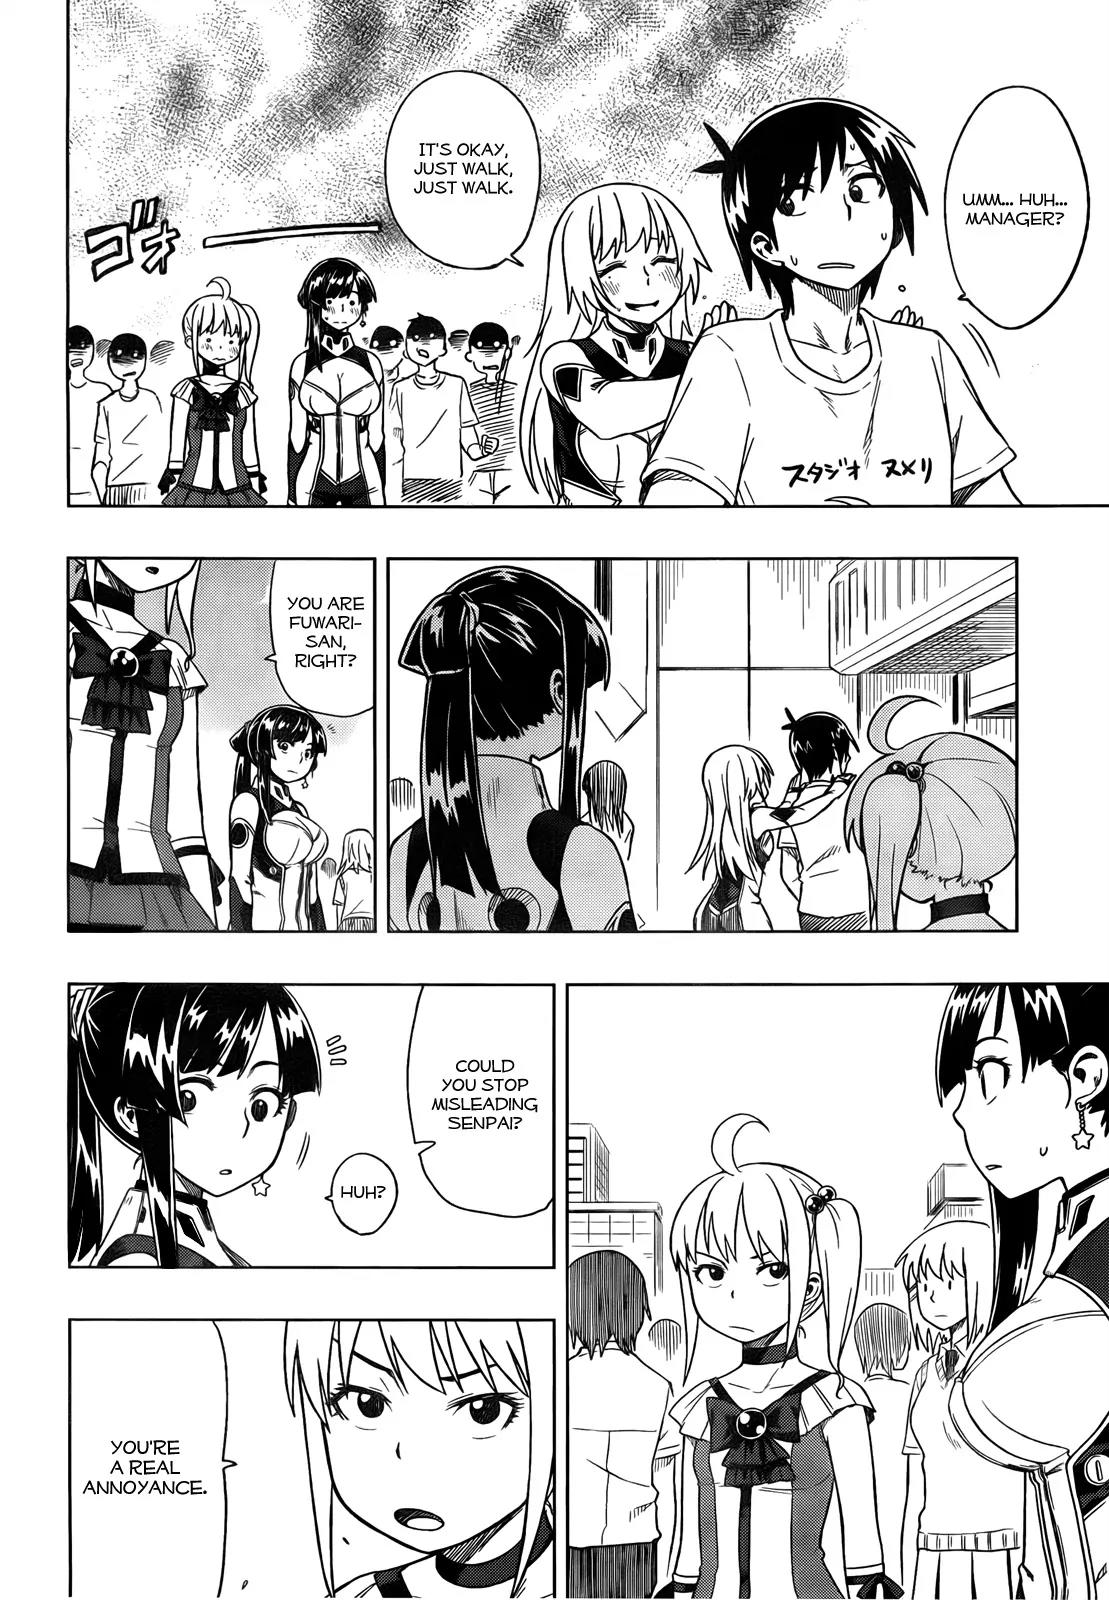 UMM... HUH...
MANAGER?
IT'S OKAY,
JUST WALK,
JUST WALK.
ゴォー
スタジオ ヌメリ
YOU ARE
FUWARI-
SAN,
RIGHT?
COULD
YOU STOP
MISLEADING
SENPAI?
HUH?
YOU'RE
A REAL
ANNOYANCE.